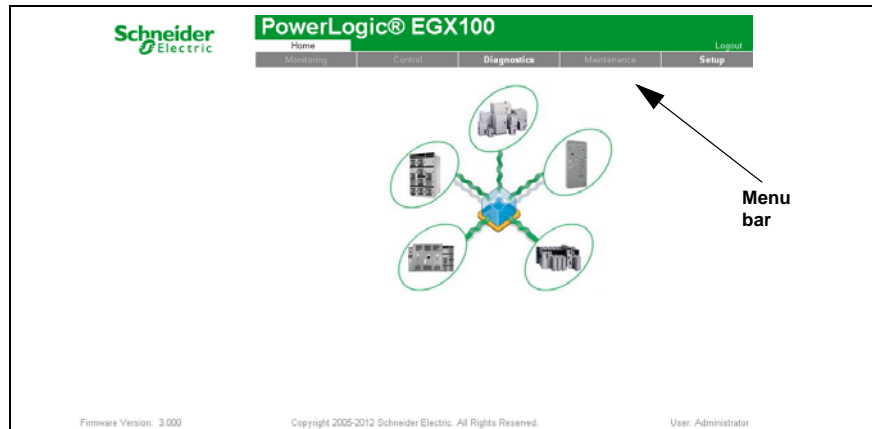 Schneider
Electric
PowerLogic® EGX100
Home
Logout
Monitoring
Control
Diagnostics
Maintenance
Setup
Menu
bar
Firmware Version: 3.000
Copyright 2005-2012 Schneider Electric. All Rights Reserved.
User: Administrator